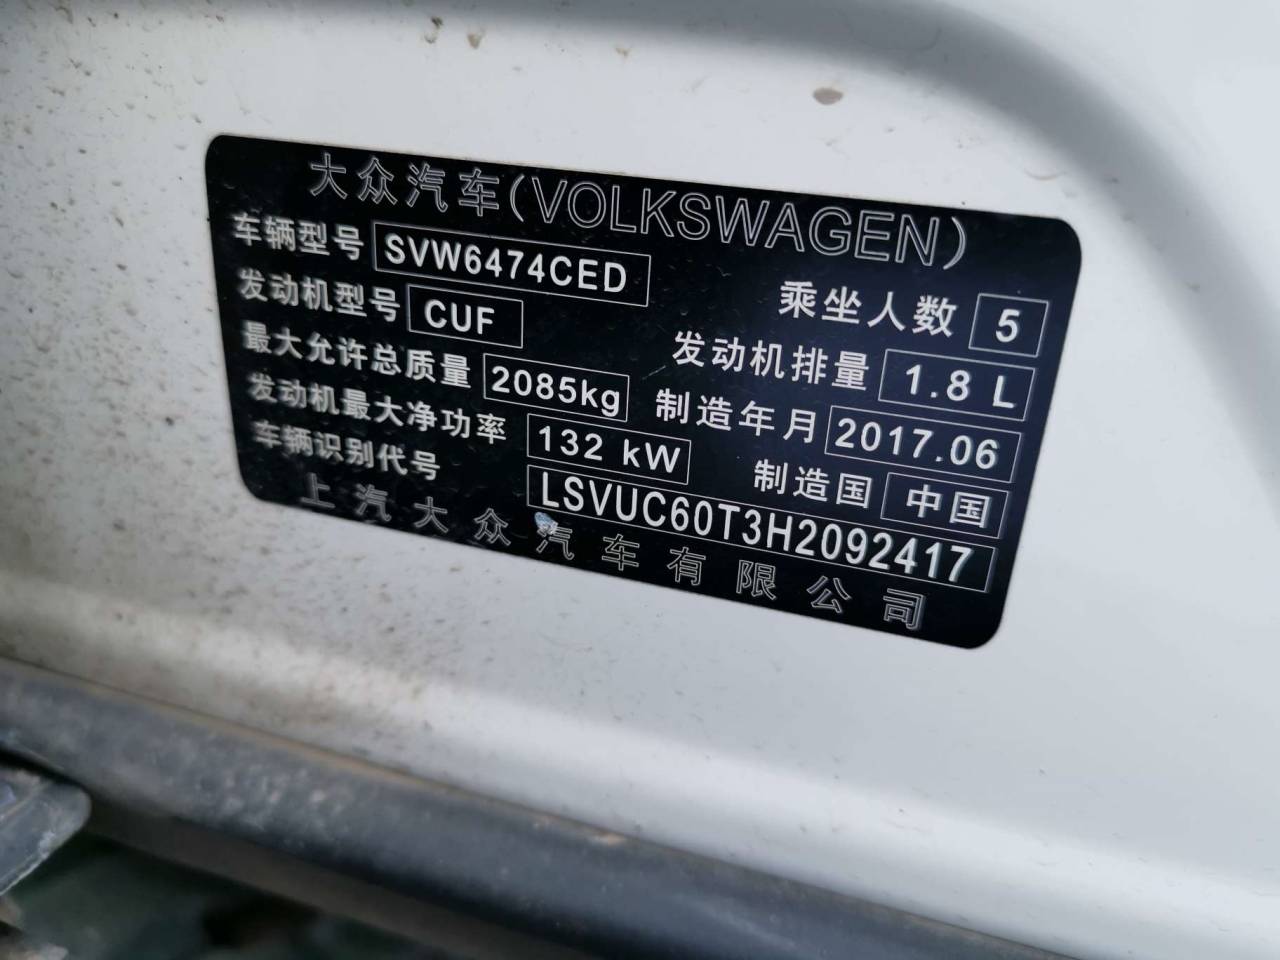 大众汽车(VOLKSWAGEN)
车辆型号 SVW6474CED 乘坐人数 5
发动机型号 CUF 发动机排量 1.8 L
最大允许总质量 2085kg 制造年月 2017.06
发动机最大净功率 132 kW 制造国 中国
车辆识别代号 LSVUC60T3H2092417
上汽大众汽车有限公司